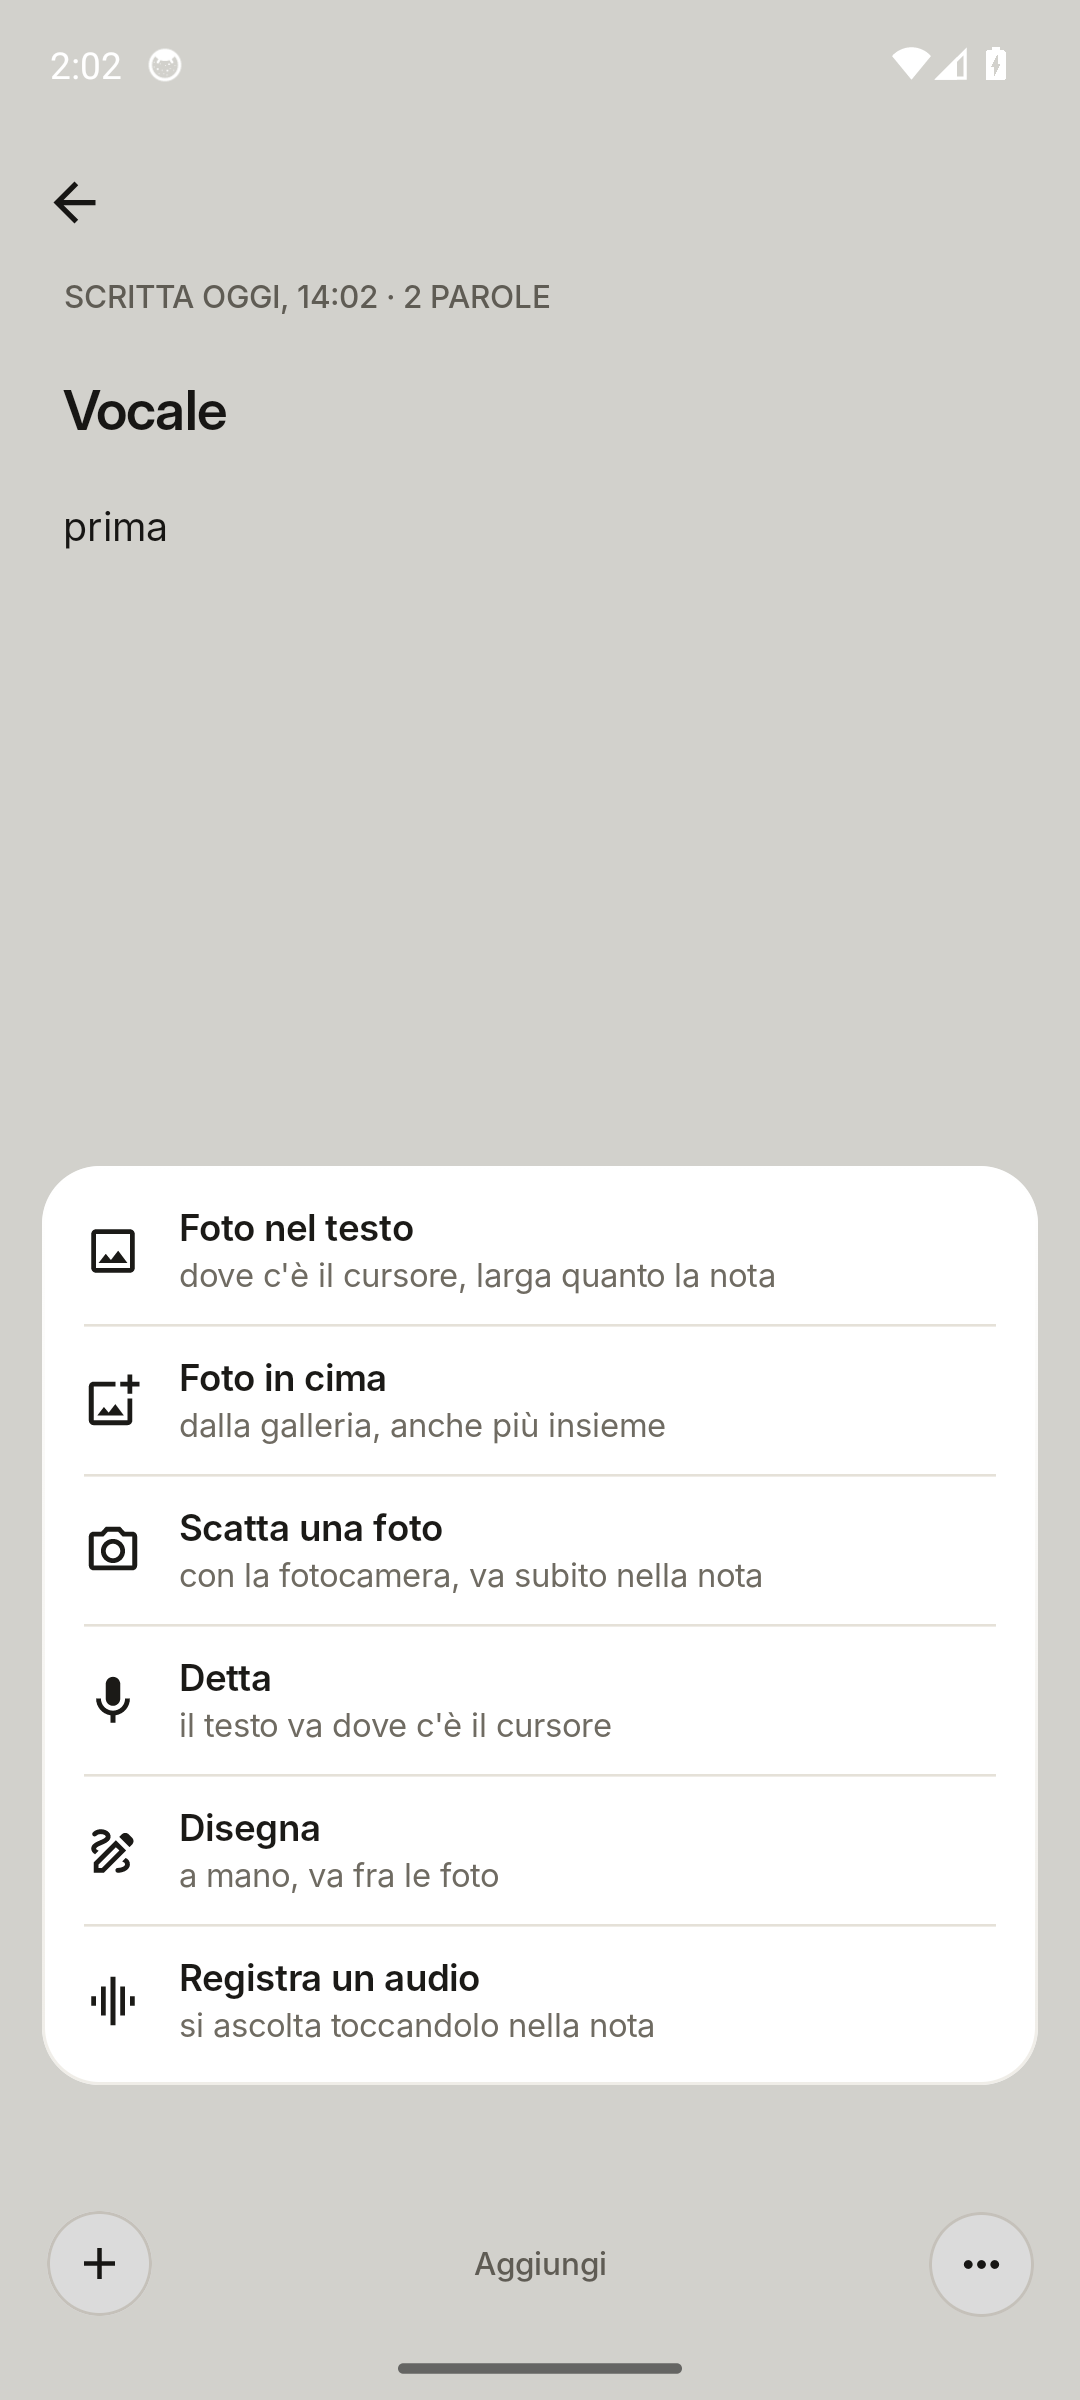 2:02
SCRITTA OGGI, 14:02 · 2 PAROLE
Vocale
prima
Foto nel testo
dove c'è il cursore, larga quanto la nota
Foto in cima
dalla galleria, anche più insieme
Scatta una foto
con la fotocamera, va subito nella nota
Detta
il testo va dove c'è il cursore
Disegna
a mano, va fra le foto
Registra un audio
si ascolta toccandolo nella nota
Aggiungi